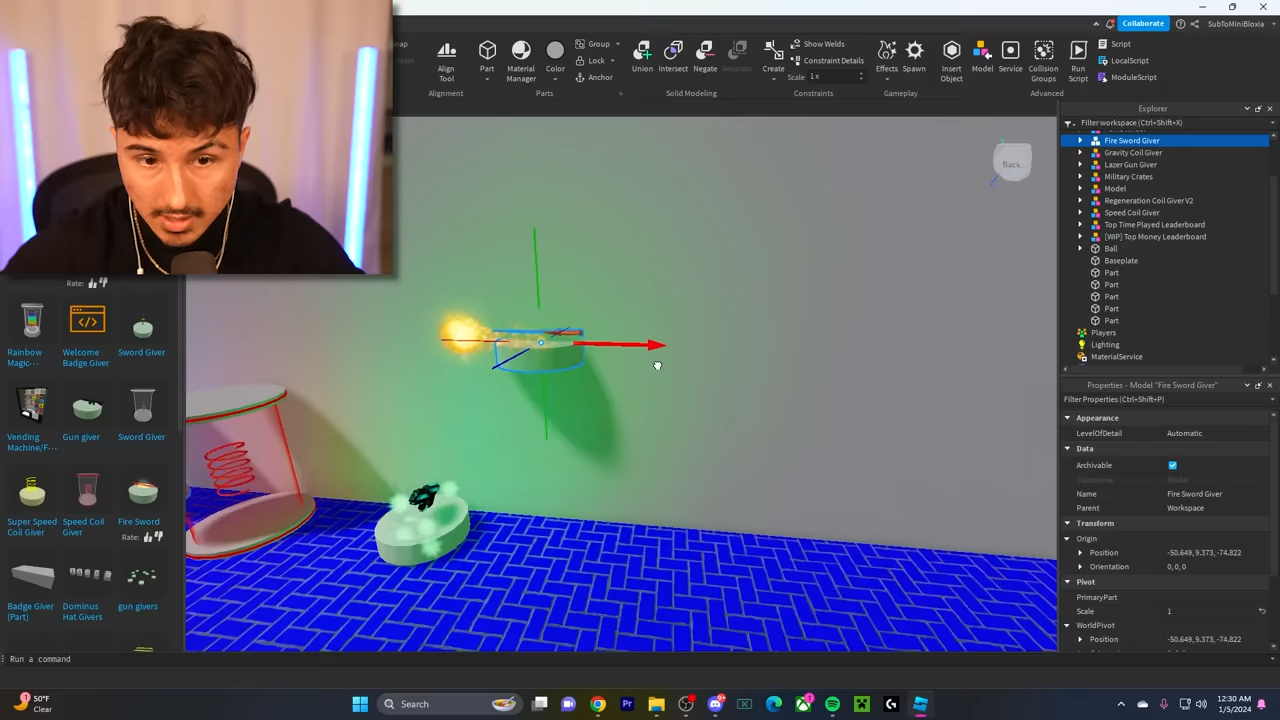 Collaborate
SubToMiniBloxia
Snap
Align Tool
Part
Material Manager
Color
Group
Lock
Anchor
Union
Intersect
Negate
Separate
Create
Show Welds
Constraint Details
Scale 1 x
Effects
Spawn
Insert Object
Model
Service
Collision Groups
Run Script
Script
LocalScript
ModuleScript
Alignment
Parts
Solid Modeling
Constraints
Gameplay
Advanced
Explorer
Filter workspace (Ctrl+Shift+X)
Fire Sword Giver
Gravity Coil Giver
Lazer Gun Giver
Military Crates
Model
Regeneration Coil Giver V2
Speed Coil Giver
Top Time Played Leaderboard
[WIP] Top Money Leaderboard
Ball
Baseplate
Part
Part
Part
Part
Part
Players
Lighting
MaterialService
Back
Properties - Model "Fire Sword Giver"
Filter Properties (Ctrl+Shift+P)
Appearance
LevelOfDetail Automatic
Data
Archivable
ClassName Model
Name Fire Sword Giver
Parent Workspace
Transform
Origin
Position -50.649, 9.373, -74.822
Orientation 0, 0, 0
Pivot
PrimaryPart
Scale 1
WorldPivot
Position -50.649, 9.373, -74.822
Rate:
Rainbow Magic...
Welcome Badge Giver
Sword Giver
Vending Machine/F...
Gun giver
Sword Giver
Super Speed Coil Giver
Speed Coil Giver
Fire Sword
Rate:
Badge Giver (Part)
Dominus Hat Givers
gun givers
Run a command
50°F
Clear
Search
12:30 AM
1/5/2024